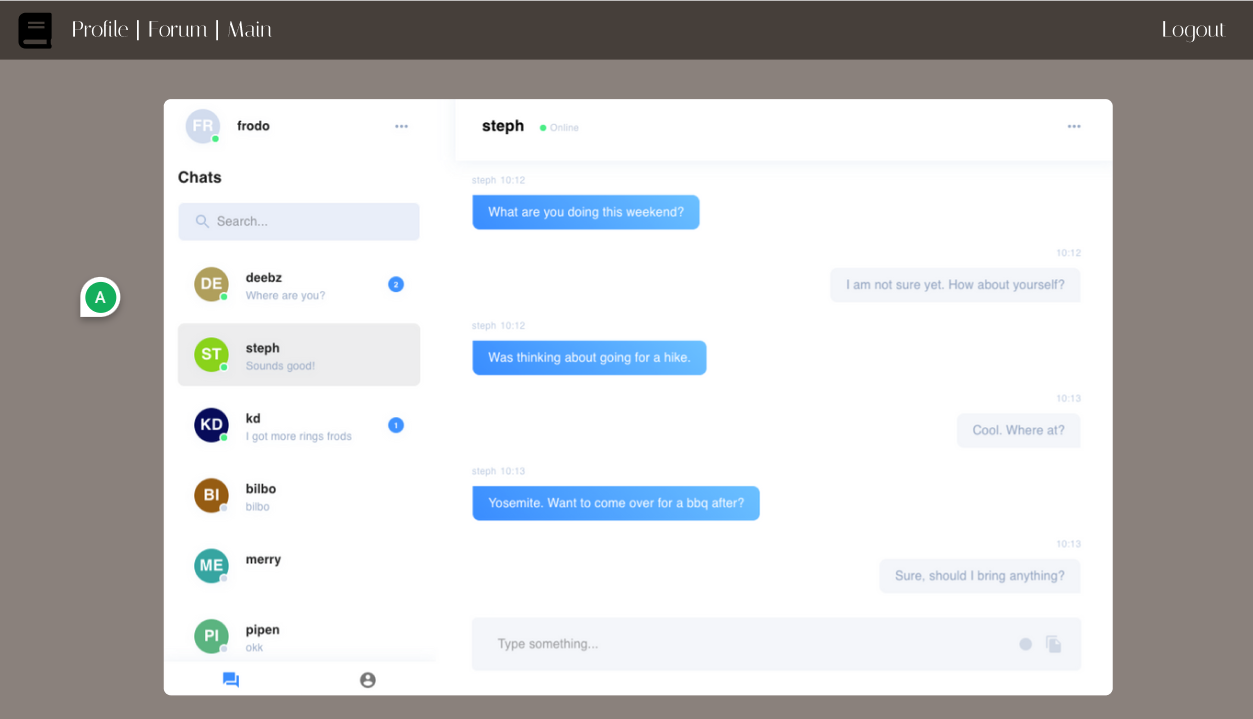 Profile | Forum | Main
Logout
A
FR
frodo
Chats
Search...
DE
deebz
Where are you?
2
ST
steph
Sounds good!
KD
kd
I got more rings frods
1
BI
bilbo
bilbo
ME
merry
PI
pipen
okk
steph
Online
steph 10:12
What are you doing this weekend?
10:12
I am not sure yet. How about yourself?
steph 10:12
Was thinking about going for a hike.
10:13
Cool. Where at?
steph 10:13
Yosemite. Want to come over for a bbq after?
10:13
Sure, should I bring anything?
Type something...